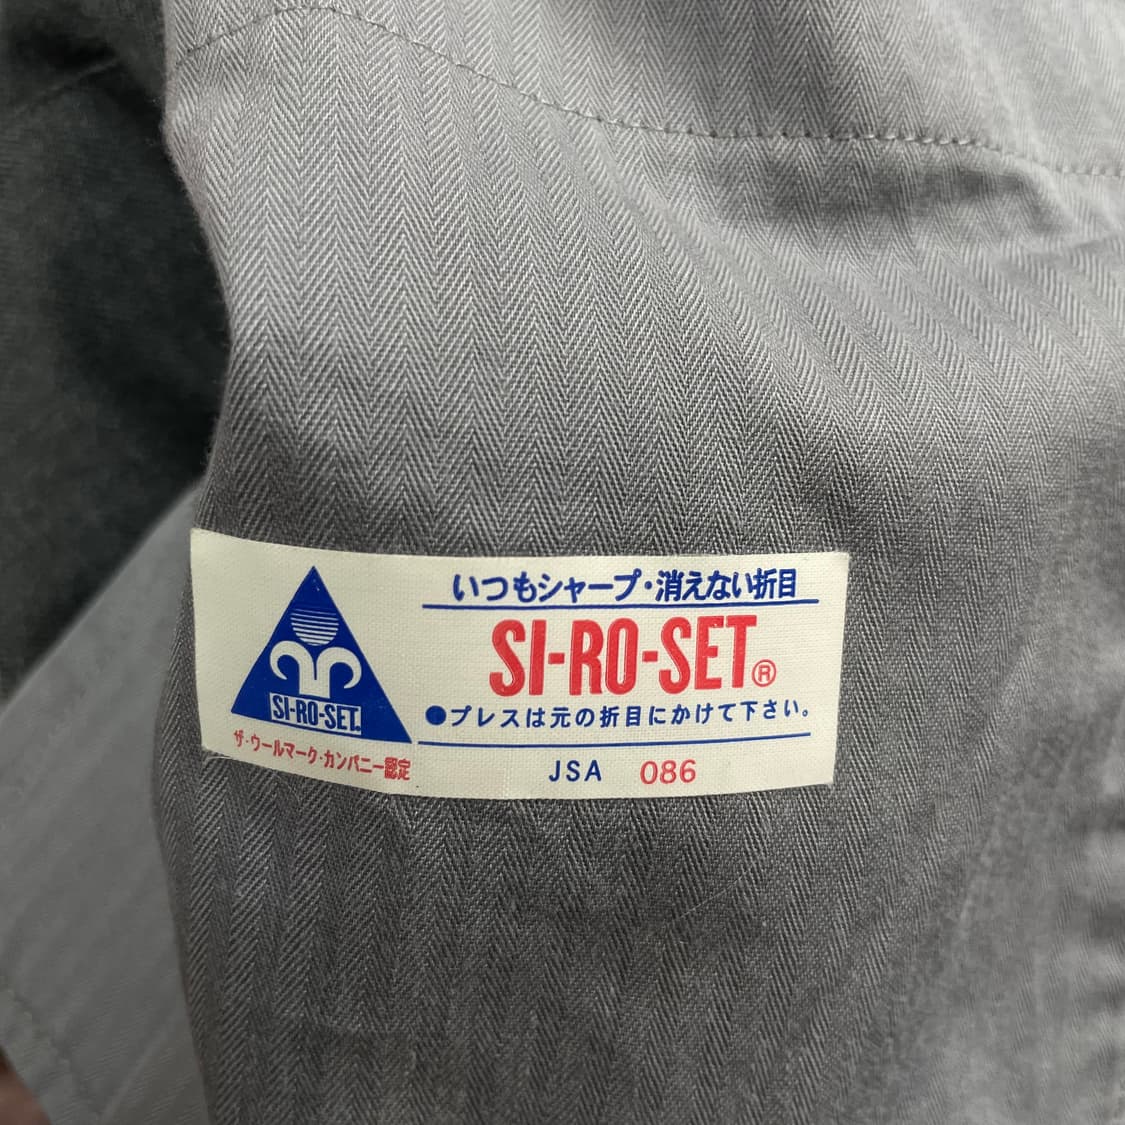 いつもシャープ・消えない折目
SI-RO-SET®
●プレスは元の折目にかけて下さい。
JSA 086
SI-RO-SET®
ザ・ウールマーク・カンパニー認定